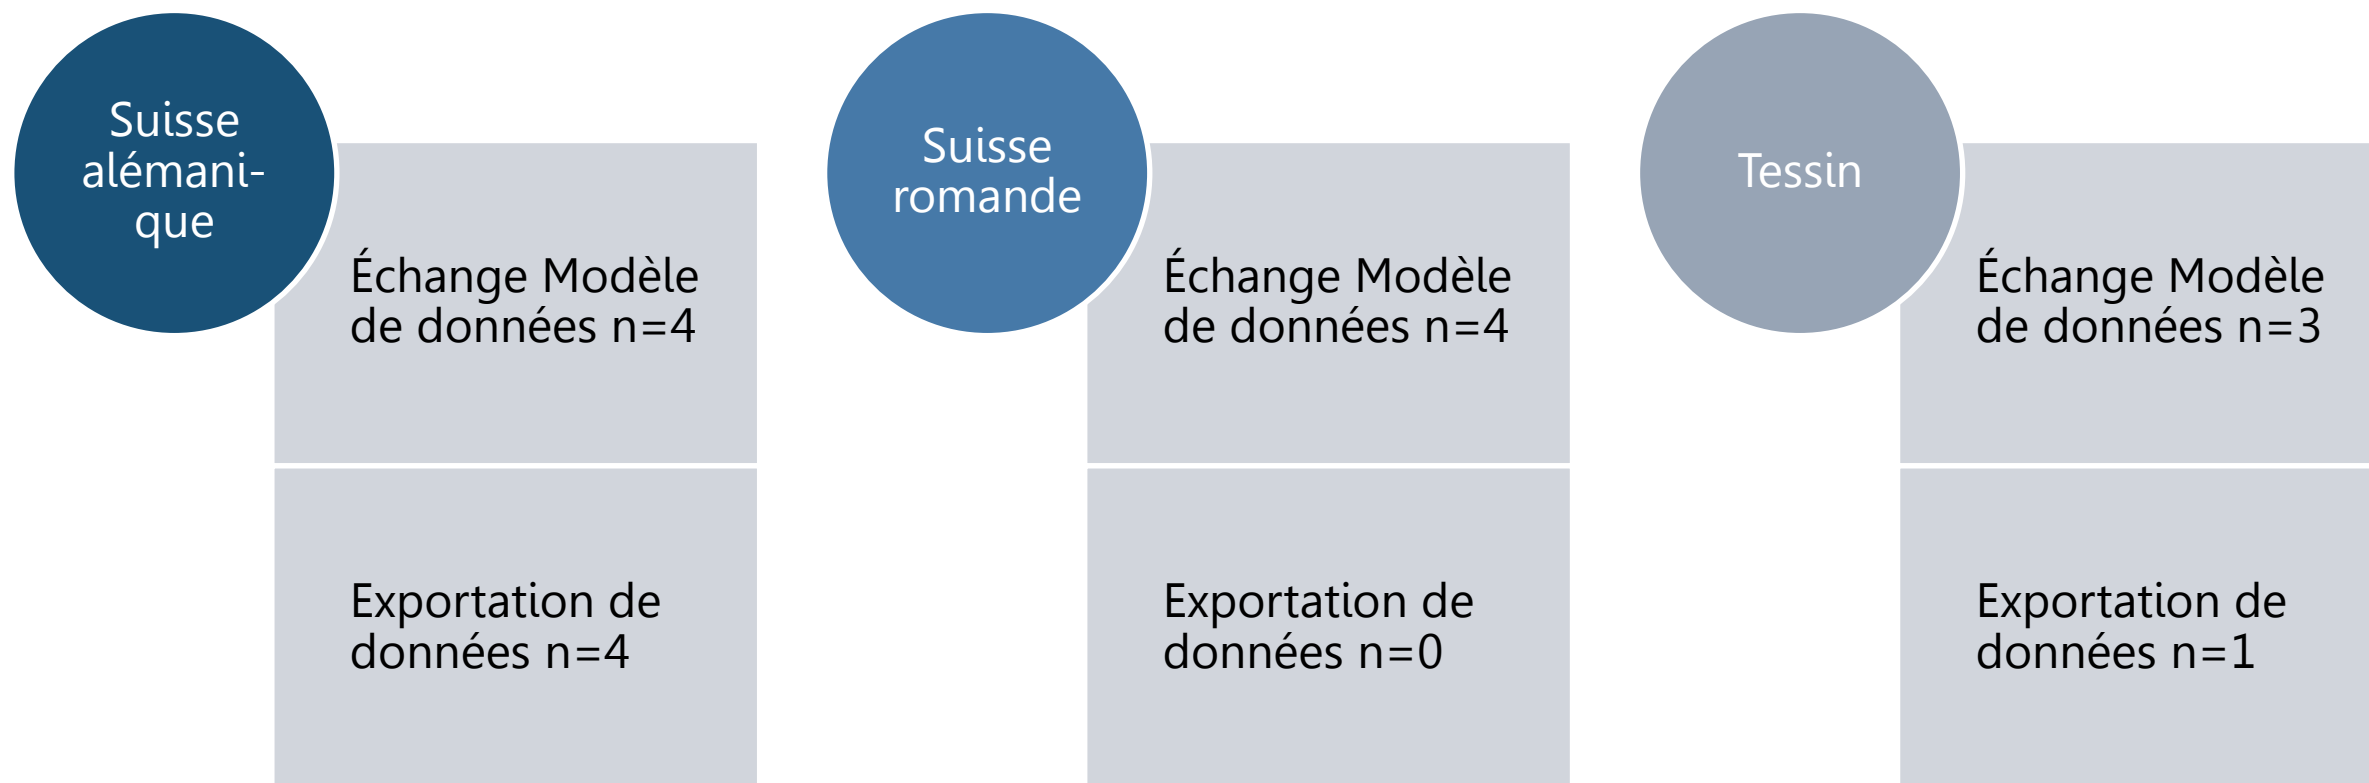 Suisse
alémani-
que
Échange Modèle
de données n=4
Exportation de
données n=4
Suisse
romande
Échange Modèle
de données n=4
Exportation de
données n=0
Tessin
Échange Modèle
de données n=3
Exportation de
données n=1